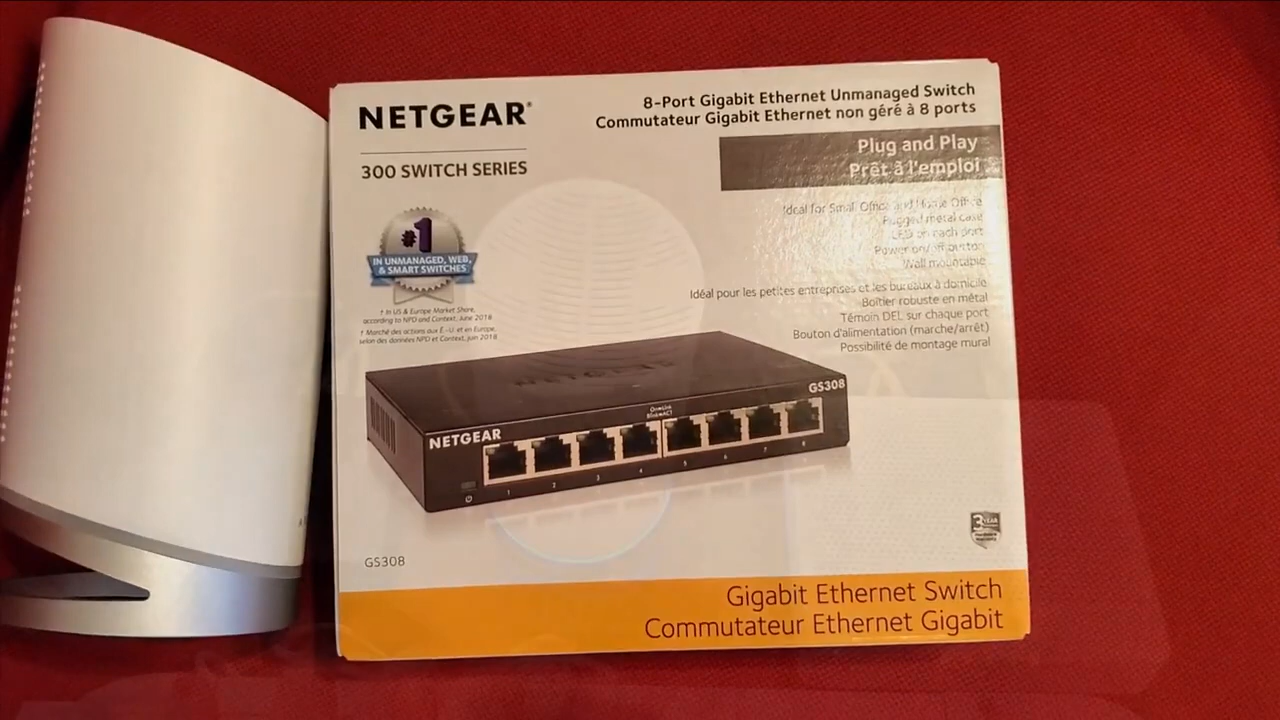 NETGEAR®
300 SWITCH SERIES
8-Port Gigabit Ethernet Unmanaged Switch
Commutateur Gigabit Ethernet non géré à 8 ports
Plug and Play
Prêt à l'emploi
Ideal for Small Office and Home Office
Rugged metal case
LED on each port
Power on/off button
Wall mountable
Idéal pour les petites entreprises et les bureaux à domicile
Boîtier robuste en métal
Témoin DEL sur chaque port
Bouton d'alimentation (marche/arrêt)
Possibilité de montage mural
#1
IN UNMANAGED, WEB,
& SMART SWITCHES†
† In US & Europe Market Share,
according to NPD and Context, June 2018
† Marché des actions aux É.-U. et en Europe,
selon des données NPD et Context, juin 2018
NETGEAR
GS308
NETGEAR
1 2 3 4 5 6 7 8
3 YEAR
Hardware
Warranty
GS308
Gigabit Ethernet Switch
Commutateur Ethernet Gigabit